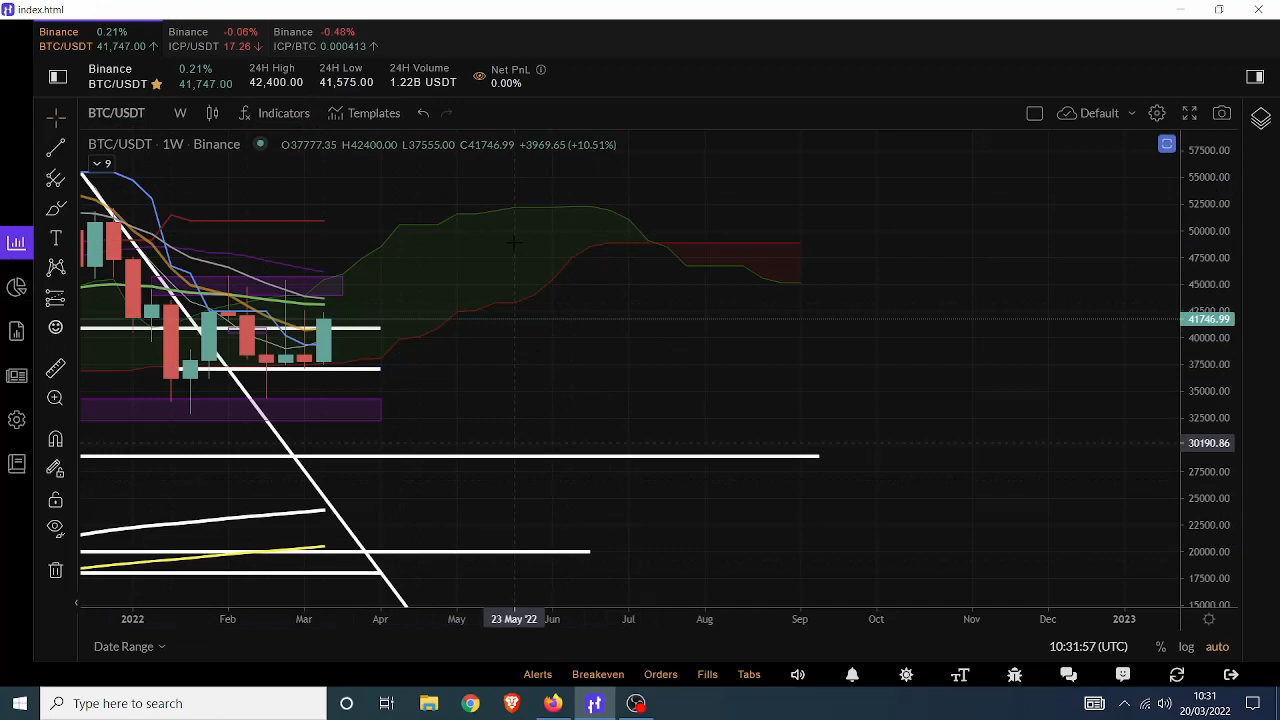 index.html
Binance 0.21%
BTC/USDT 41,747.00 ↑
Binance -0.06%
ICP/USDT 17.26 ↓
Binance -0.48%
ICP/BTC 0.000413 ↑
Binance
BTC/USDT
0.21%
41,747.00
24H High
42,400.00
24H Low
41,575.00
24H Volume
1.22B USDT
Net PnL
0.00%
BTC/USDT W Indicators Templates Default
BTC/USDT · 1W · Binance O37777.35 H42400.00 L37555.00 C41746.99 +3969.65 (+10.51%)
9
57500.00
55000.00
52500.00
50000.00
47500.00
45000.00
41746.99
40000.00
37500.00
35000.00
32500.00
30190.86
27500.00
25000.00
22500.00
20000.00
17500.00
15000.00
2022 Feb Mar Apr May 23 May '22 Jun Jul Aug Sep Oct Nov Dec 2023
Date Range 10:31:57 (UTC) % log auto
Alerts Breakeven Orders Fills Tabs
Type here to search
10:31
20/03/2022